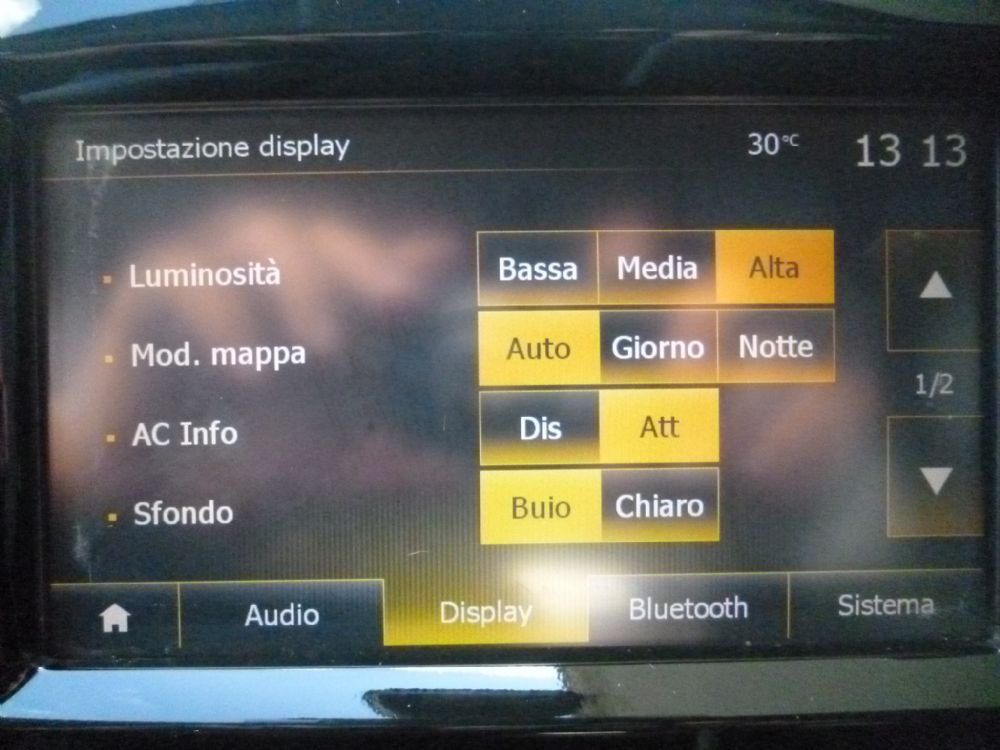 Impostazione display 30°C 13 13
Luminosità Bassa Media Alta
Mod. mappa Auto Giorno Notte
1/2
AC Info Dis Att
Sfondo Buio Chiaro
Audio Display Bluetooth Sistema